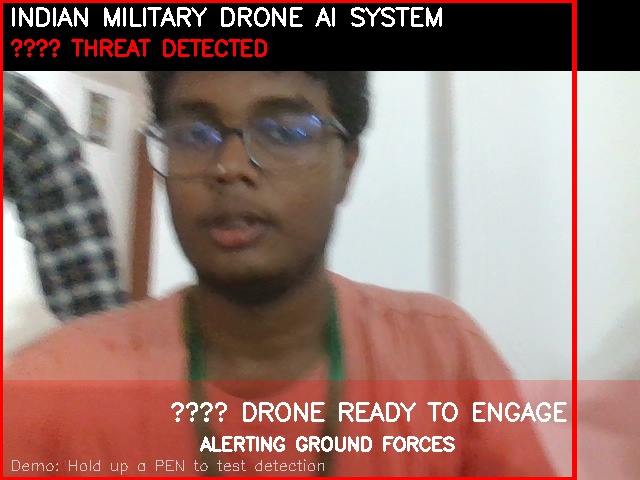 INDIAN MILITARY DRONE AI SYSTEM
???? THREAT DETECTED
???? DRONE READY TO ENGAGE
ALERTING GROUND FORCES
Demo: Hold up a PEN to test detection